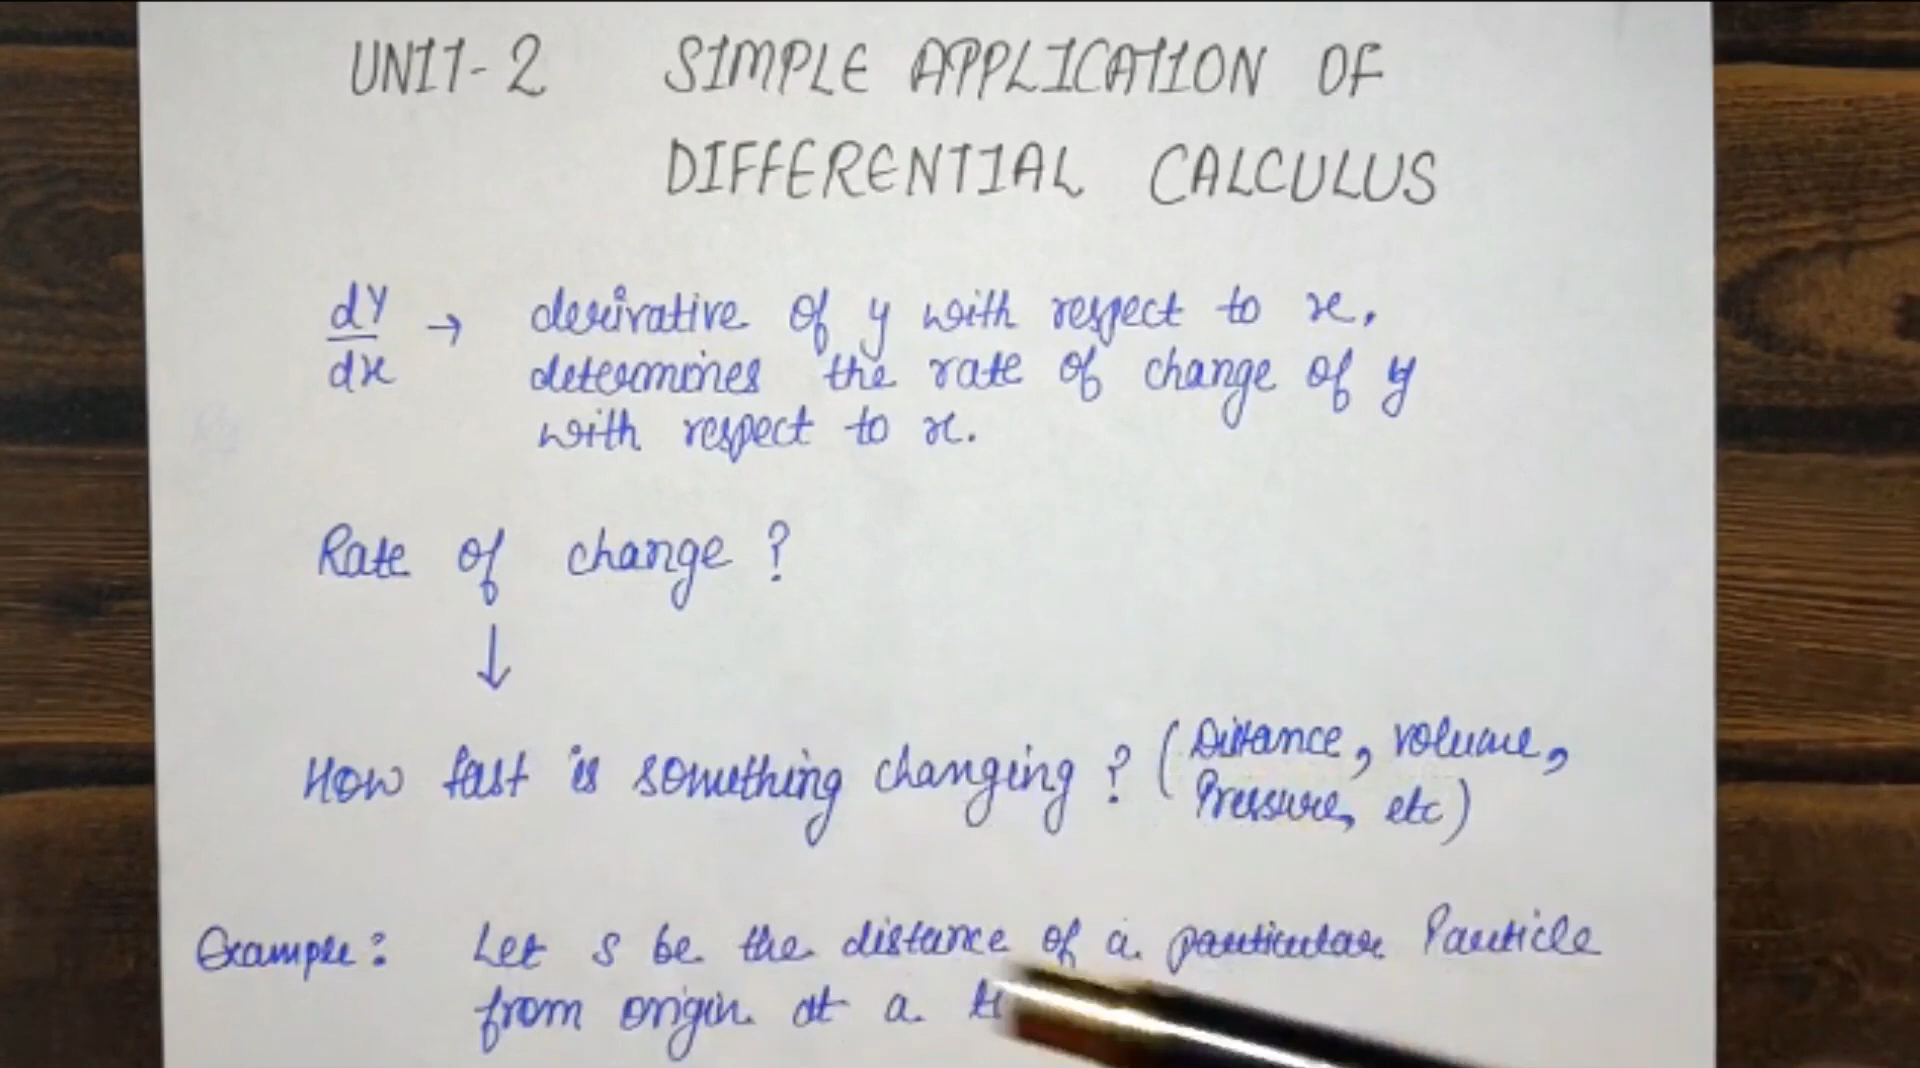 UNIT-2 SIMPLE APPLICATION OF
DIFFERENTIAL CALCULUS
dy/dx → derivative of y with respect to x.
determines the rate of change of y
with respect to x.
Rate of change ?
↓
How fast is something changing ? (Distance, volume,
Pressure, etc)
Example : Let s be the distance of a particular Particle
from origin at a